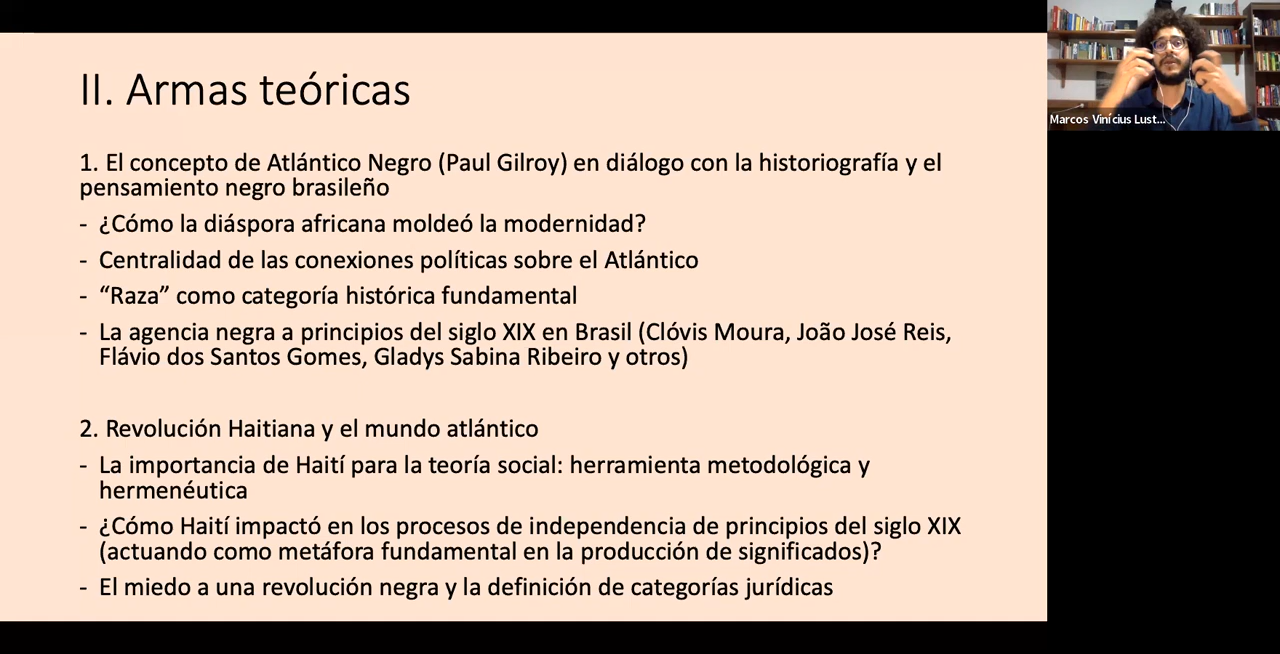 II. Armas teóricas
Marcos Vinícius Lust...
1. El concepto de Atlántico Negro (Paul Gilroy) en diálogo con la historiografía y el
pensamiento negro brasileño
- ¿Cómo la diáspora africana moldeó la modernidad?
- Centralidad de las conexiones políticas sobre el Atlántico
- “Raza” como categoría histórica fundamental
- La agencia negra a principios del siglo XIX en Brasil (Clóvis Moura, João José Reis,
Flávio dos Santos Gomes, Gladys Sabina Ribeiro y otros)
2. Revolución Haitiana y el mundo atlántico
- La importancia de Haití para la teoría social: herramienta metodológica y
hermenéutica
- ¿Cómo Haití impactó en los procesos de independencia de principios del siglo XIX
(actuando como metáfora fundamental en la producción de significados)?
- El miedo a una revolución negra y la definición de categorías jurídicas